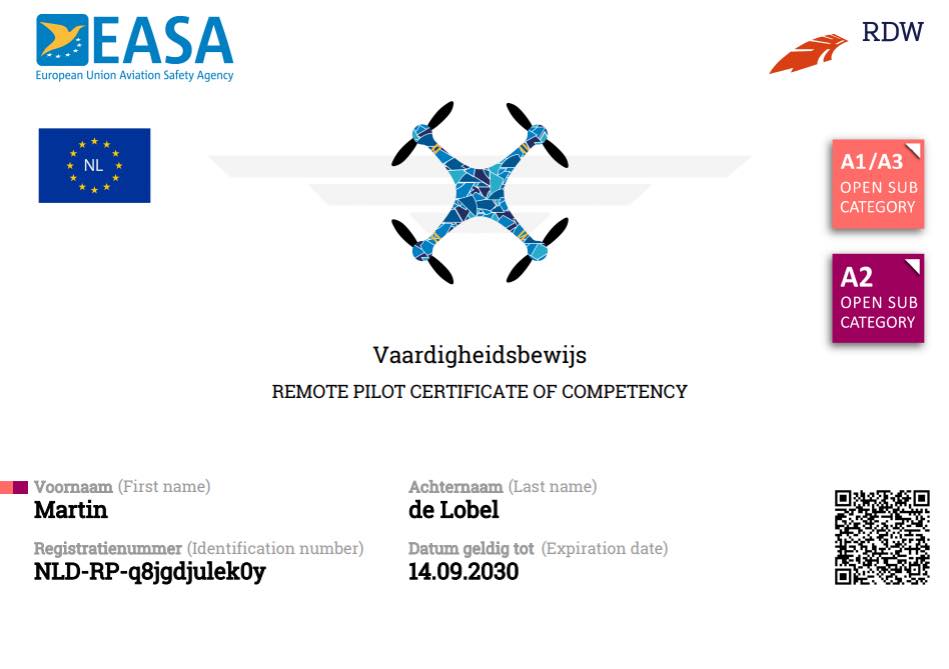 EASA
European Union Aviation Safety Agency
RDW
NL
A1/A3
OPEN SUB
CATEGORY
A2
OPEN SUB
CATEGORY
Vaardigheidsbewijs
REMOTE PILOT CERTIFICATE OF COMPETENCY
Voornaam (First name)
Martin
Achternaam (Last name)
de Lobel
Registratienummer (Identification number)
NLD-RP-q8jgdjulek0y
Datum geldig tot (Expiration date)
14.09.2030